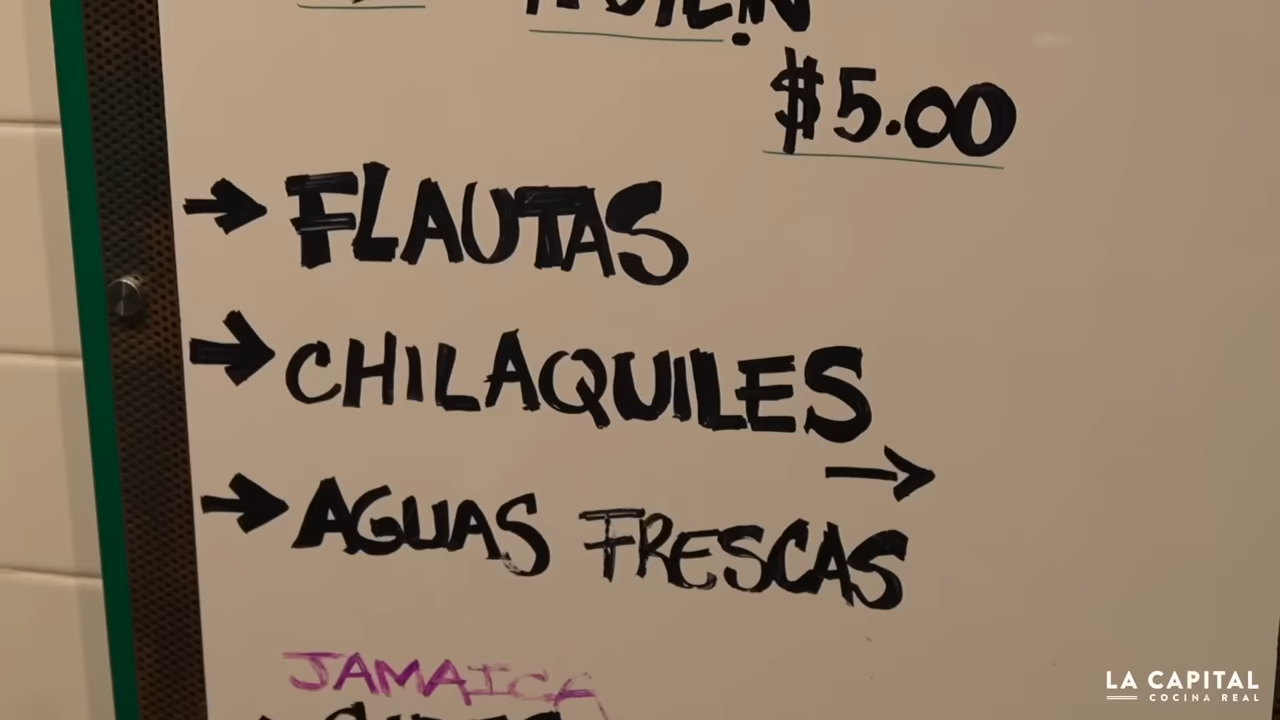 $5.00
→ FLAUTAS
→ CHILAQUILES
→
→ AGUAS FRESCAS
JAMAICA
LA CAPITAL
COCINA REAL